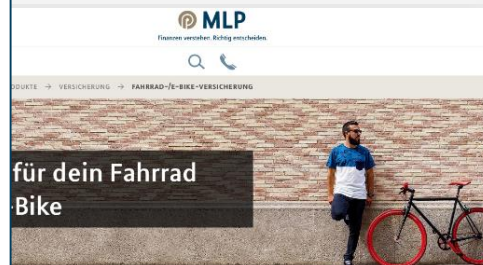 MLP
Finanzen verstehen. Richtig entscheiden.
ODUKTE → VERSICHERUNG → FAHRRAD-/E-BIKE-VERSICHERUNG
für dein Fahrrad
-Bike